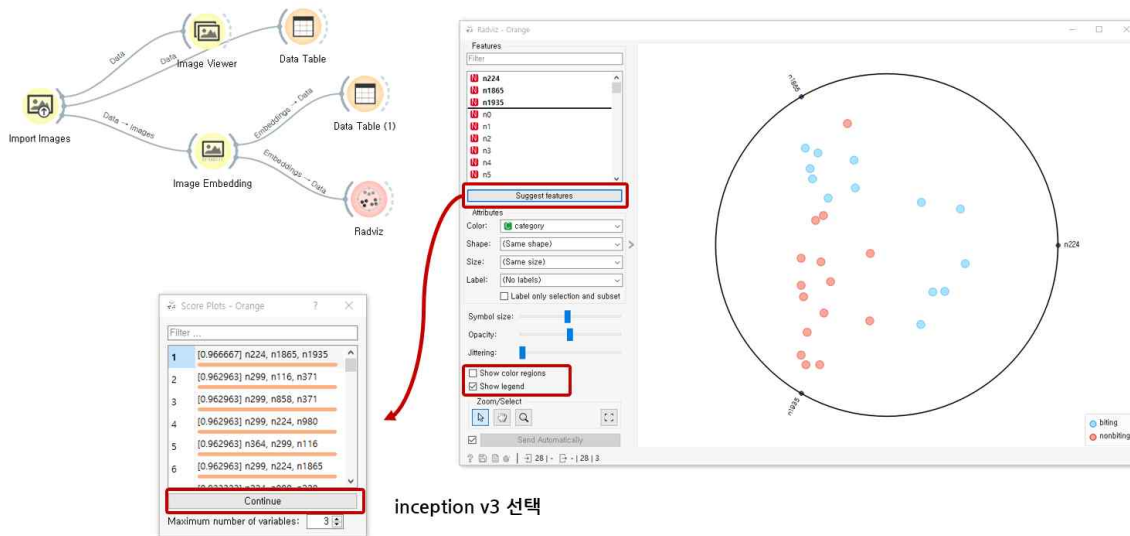 Data
Data
Image Viewer
Data Table
Import Images
Data → Images
Embeddings → Data
Data Table (1)
Image Embedding
Embeddings → Data
Radviz
Radviz - Orange
Features
Filter
n224
n1865
n1935
n0
n1
n2
n3
n4
n5
Suggest features
Attributes
Color: category
Shape: (Same shape)
Size: (Same size)
Label: (No labels)
Label only selection and subset
Symbol size:
Opacity:
Jittering:
Show color regions
Show legend
Zoom/Select
Send Automatically
28 | - - | 28 | 3
n1865
n224
n1935
biting
nonbiting
Score Plots - Orange
Filter ...
1 [0.966667] n224, n1865, n1935
2 [0.962963] n299, n116, n371
3 [0.962963] n299, n858, n371
4 [0.962963] n299, n224, n980
5 [0.962963] n364, n299, n116
6 [0.962963] n299, n224, n1865
Continue
Maximum number of variables: 3
inception v3 선택